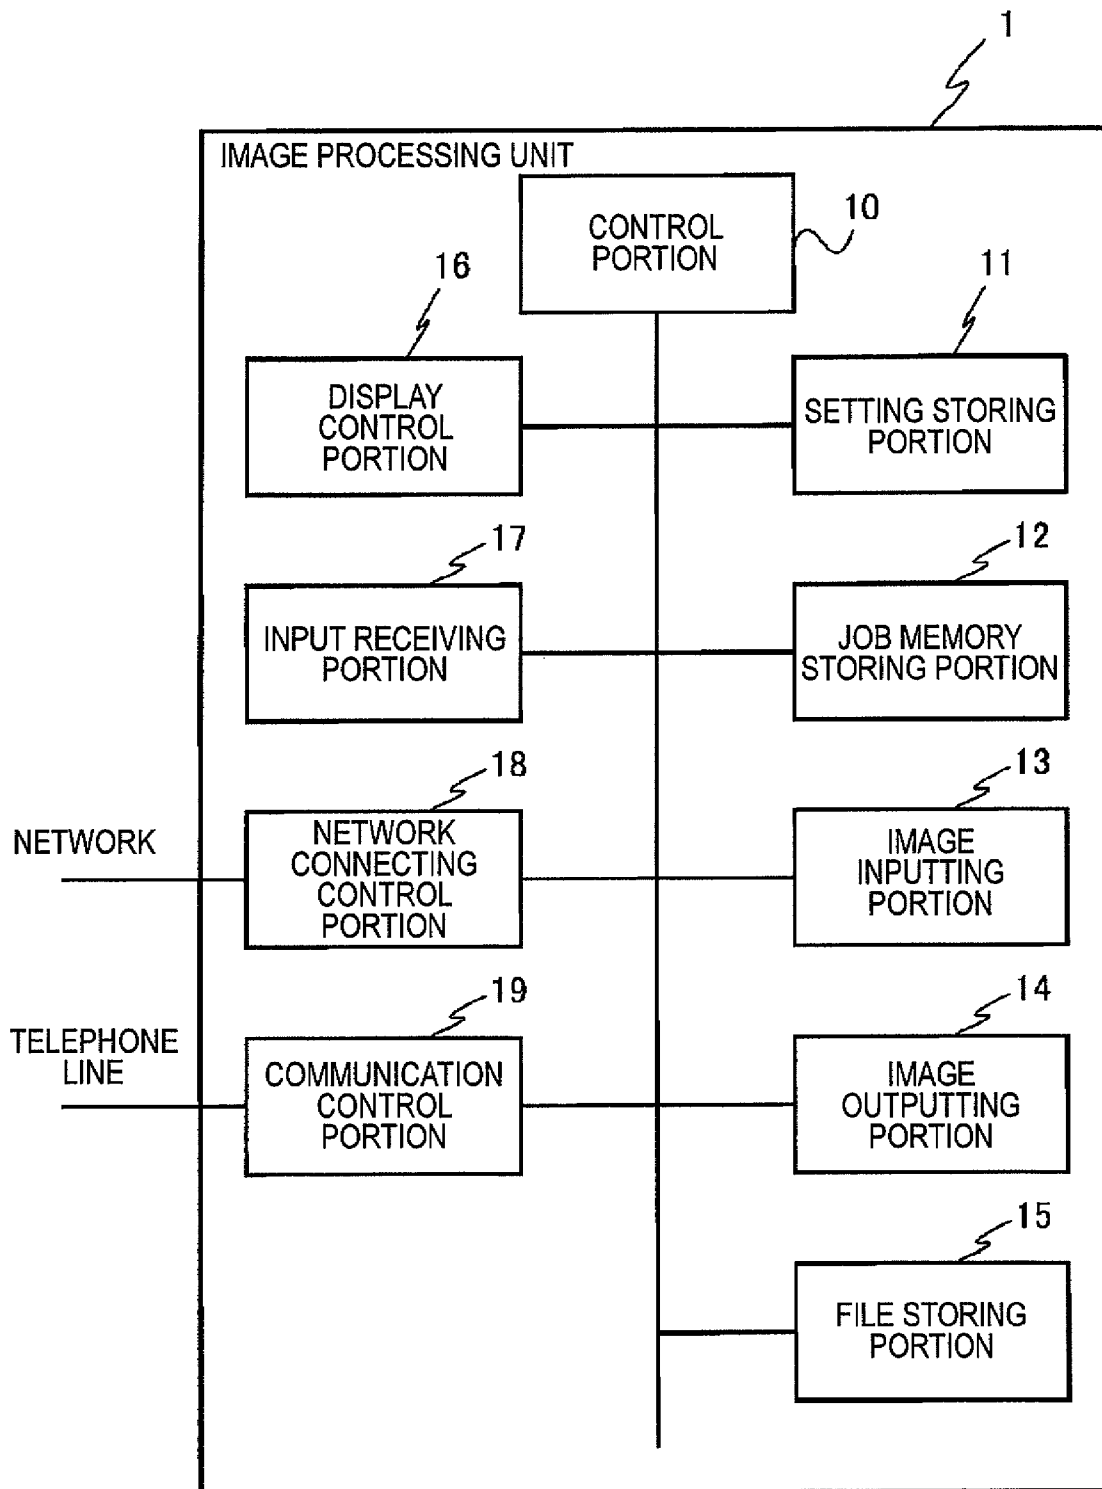 1
IMAGE PROCESSING UNIT
CONTROL
PORTION
10
16
DISPLAY
CONTROL
PORTION
11
SETTING STORING
PORTION
17
INPUT RECEIVING
PORTION
12
JOB MEMORY
STORING PORTION
NETWORK
18
NETWORK
CONNECTING
CONTROL
PORTION
13
IMAGE
INPUTTING
PORTION
TELEPHONE
LINE
19
COMMUNICATION
CONTROL
PORTION
14
IMAGE
OUTPUTTING
PORTION
15
FILE STORING
PORTION